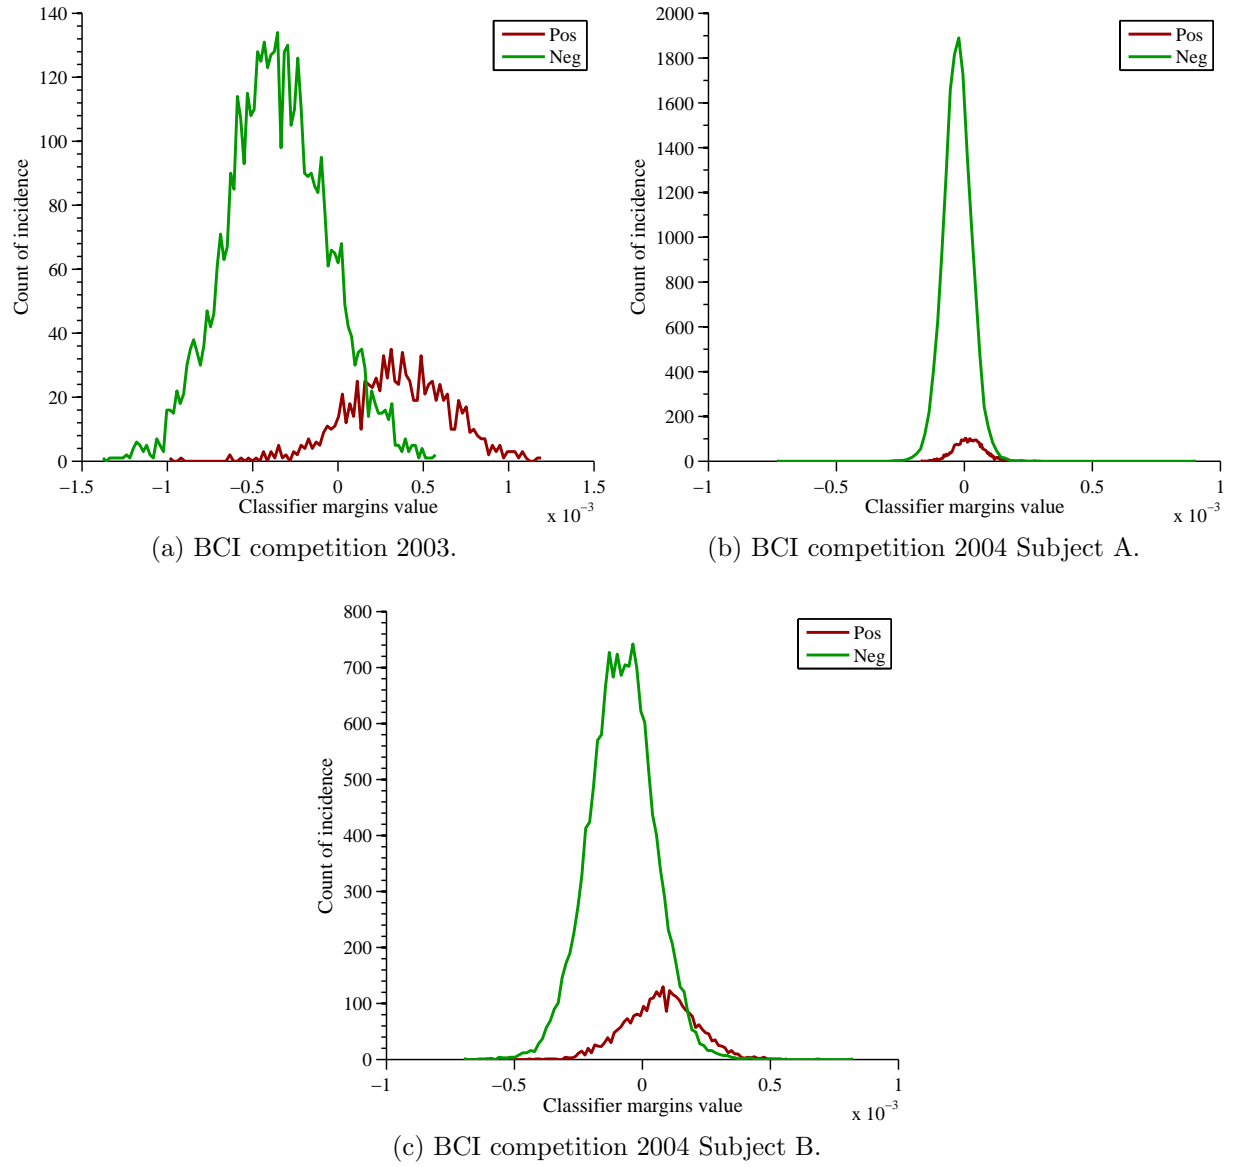 140
120
100
80
60
40
20
0
Count of incidence
Pos
Neg
−1.5
−1
−0.5
0
0.5
1
1.5
Classifier margins value
x 10−3
(a) BCI competition 2003.
2000
1800
1600
1400
1200
1000
800
600
400
200
0
Count of incidence
Pos
Neg
−1
−0.5
0
0.5
1
Classifier margins value
x 10−3
(b) BCI competition 2004 Subject A.
800
700
600
500
400
300
200
100
0
Count of incidence
Pos
Neg
−1
−0.5
0
0.5
1
Classifier margins value
x 10−3
(c) BCI competition 2004 Subject B.